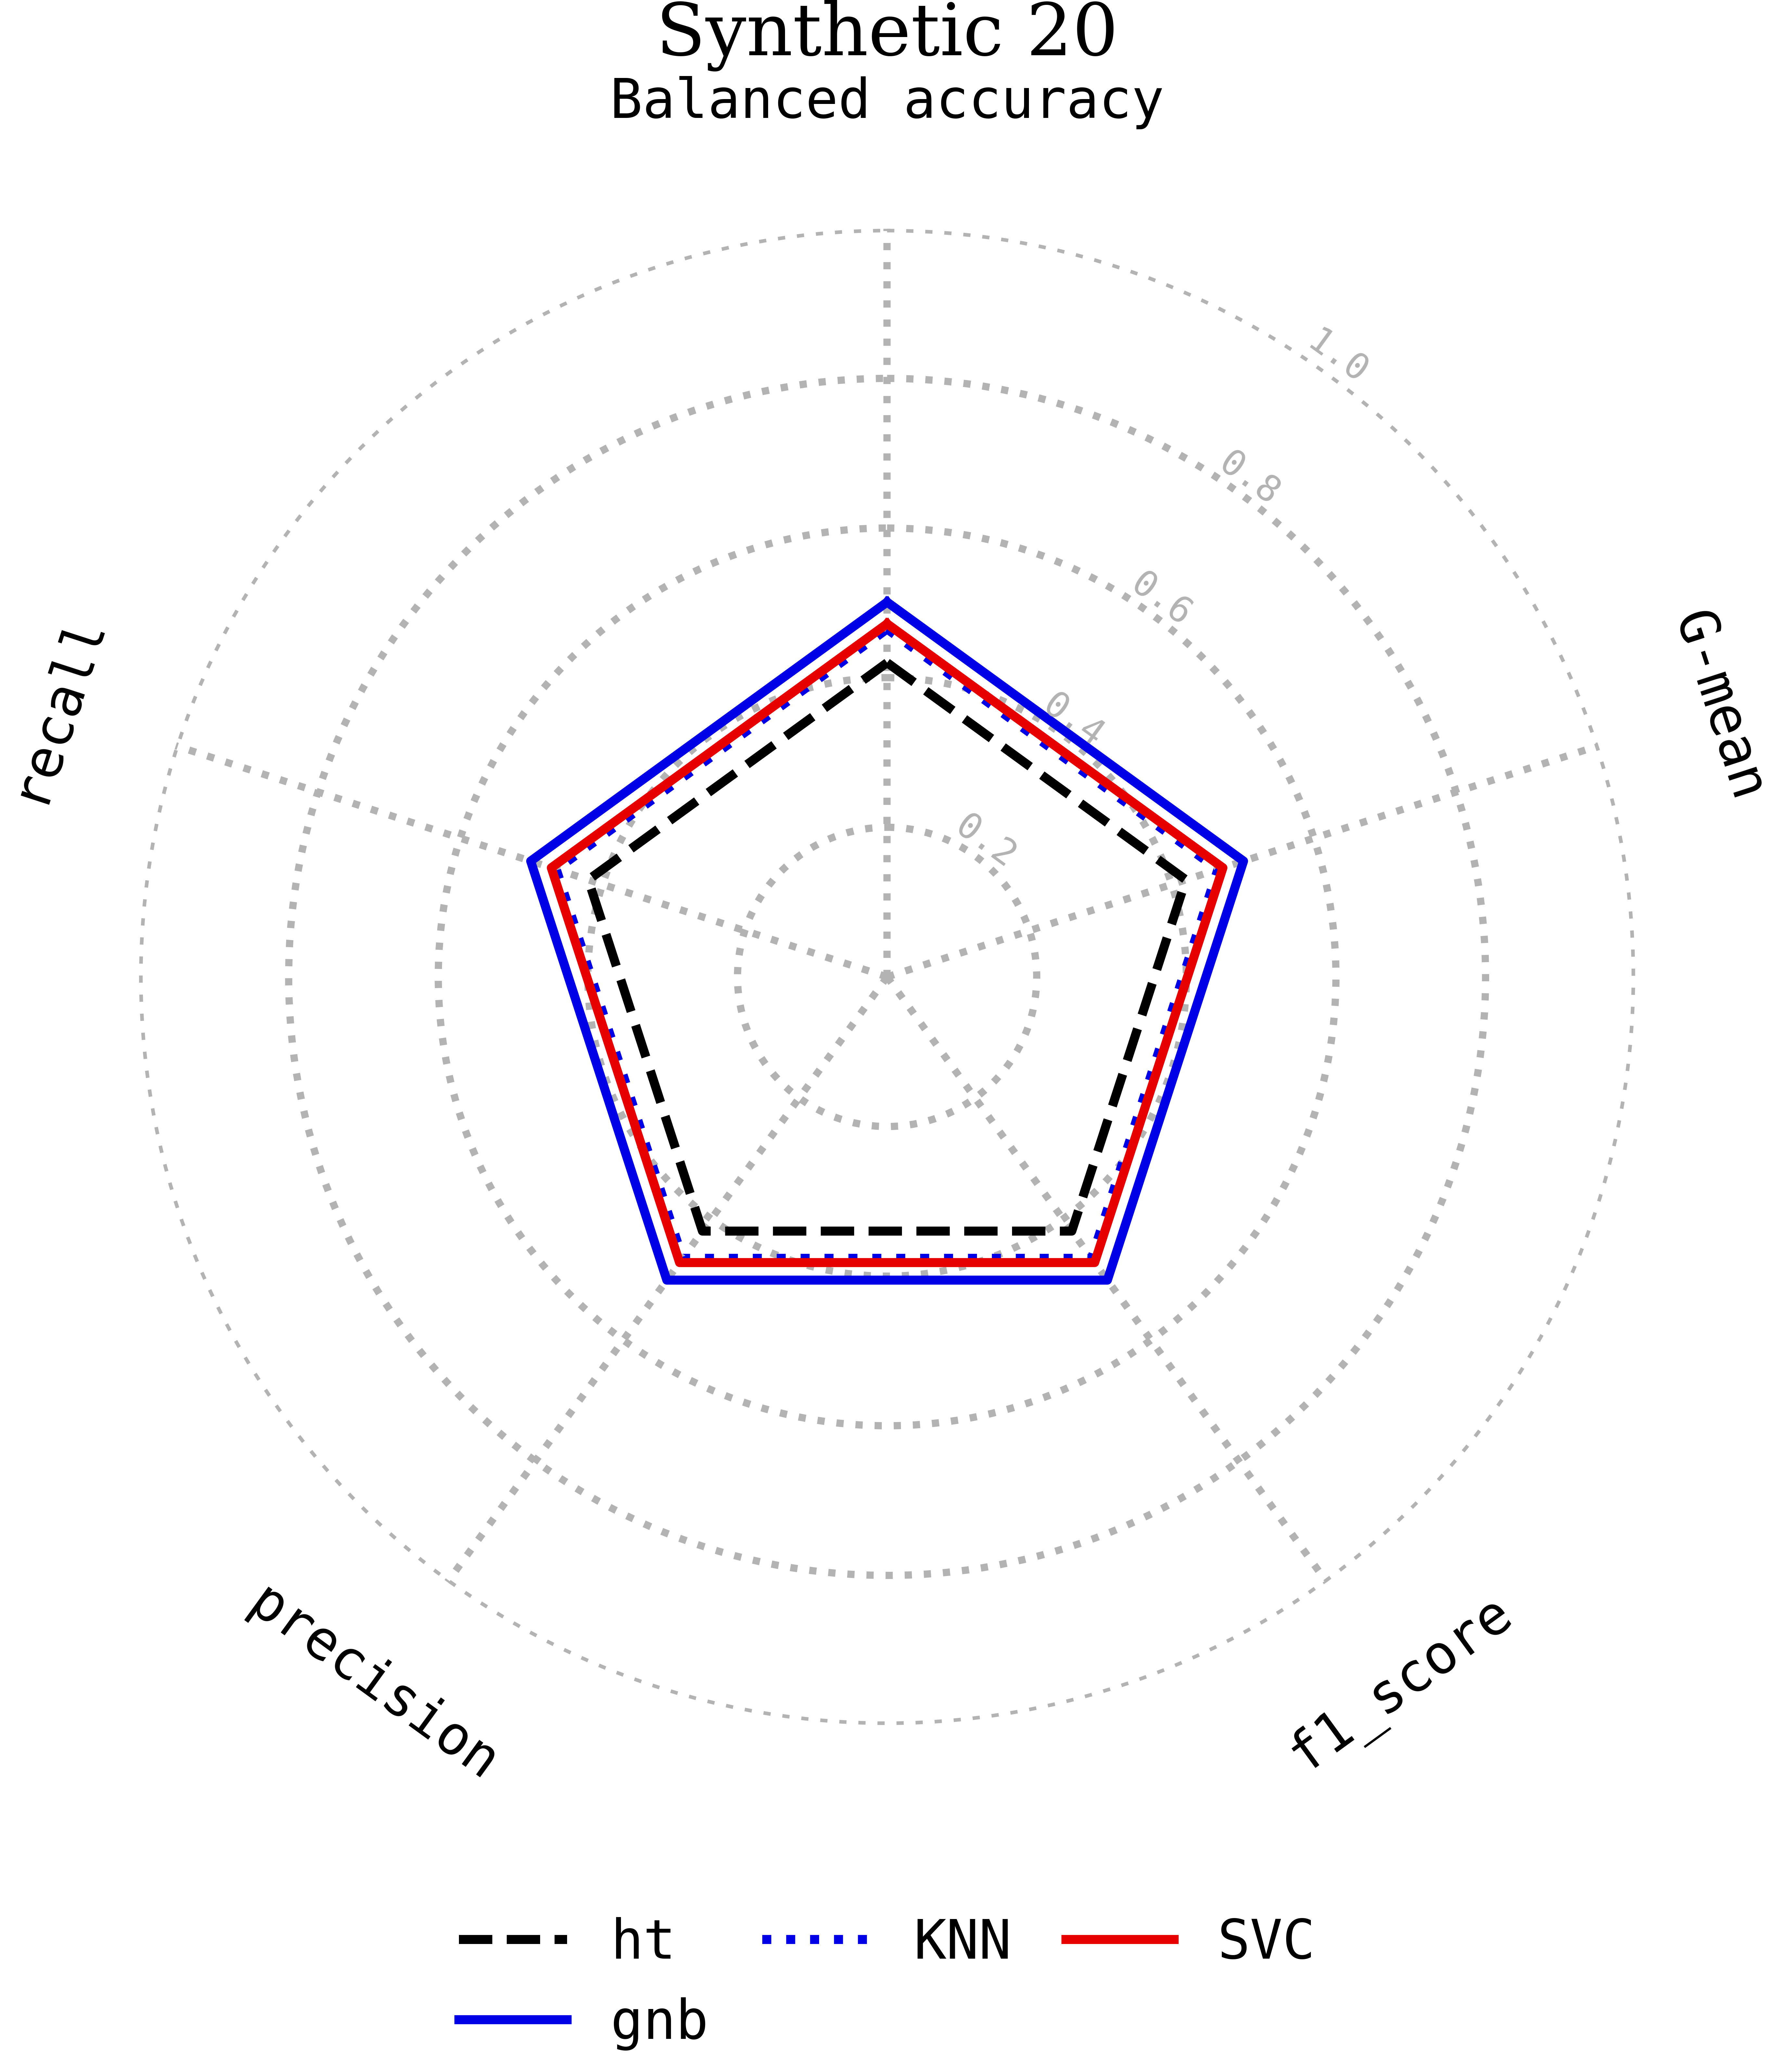 Synthetic 20
Balanced accuracy
1.0
0.8
0.6
0.4
0.2
recall
G-mean
precision
f1_score
ht
KNN
SVC
gnb